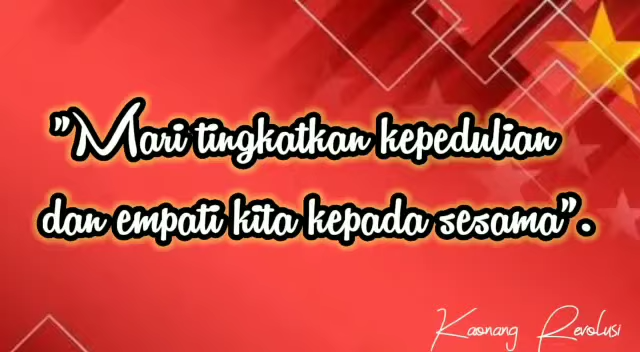 "Mari tingkatkan kepedulian
dan empati kita kepada sesama".
Kaonang Revolusi